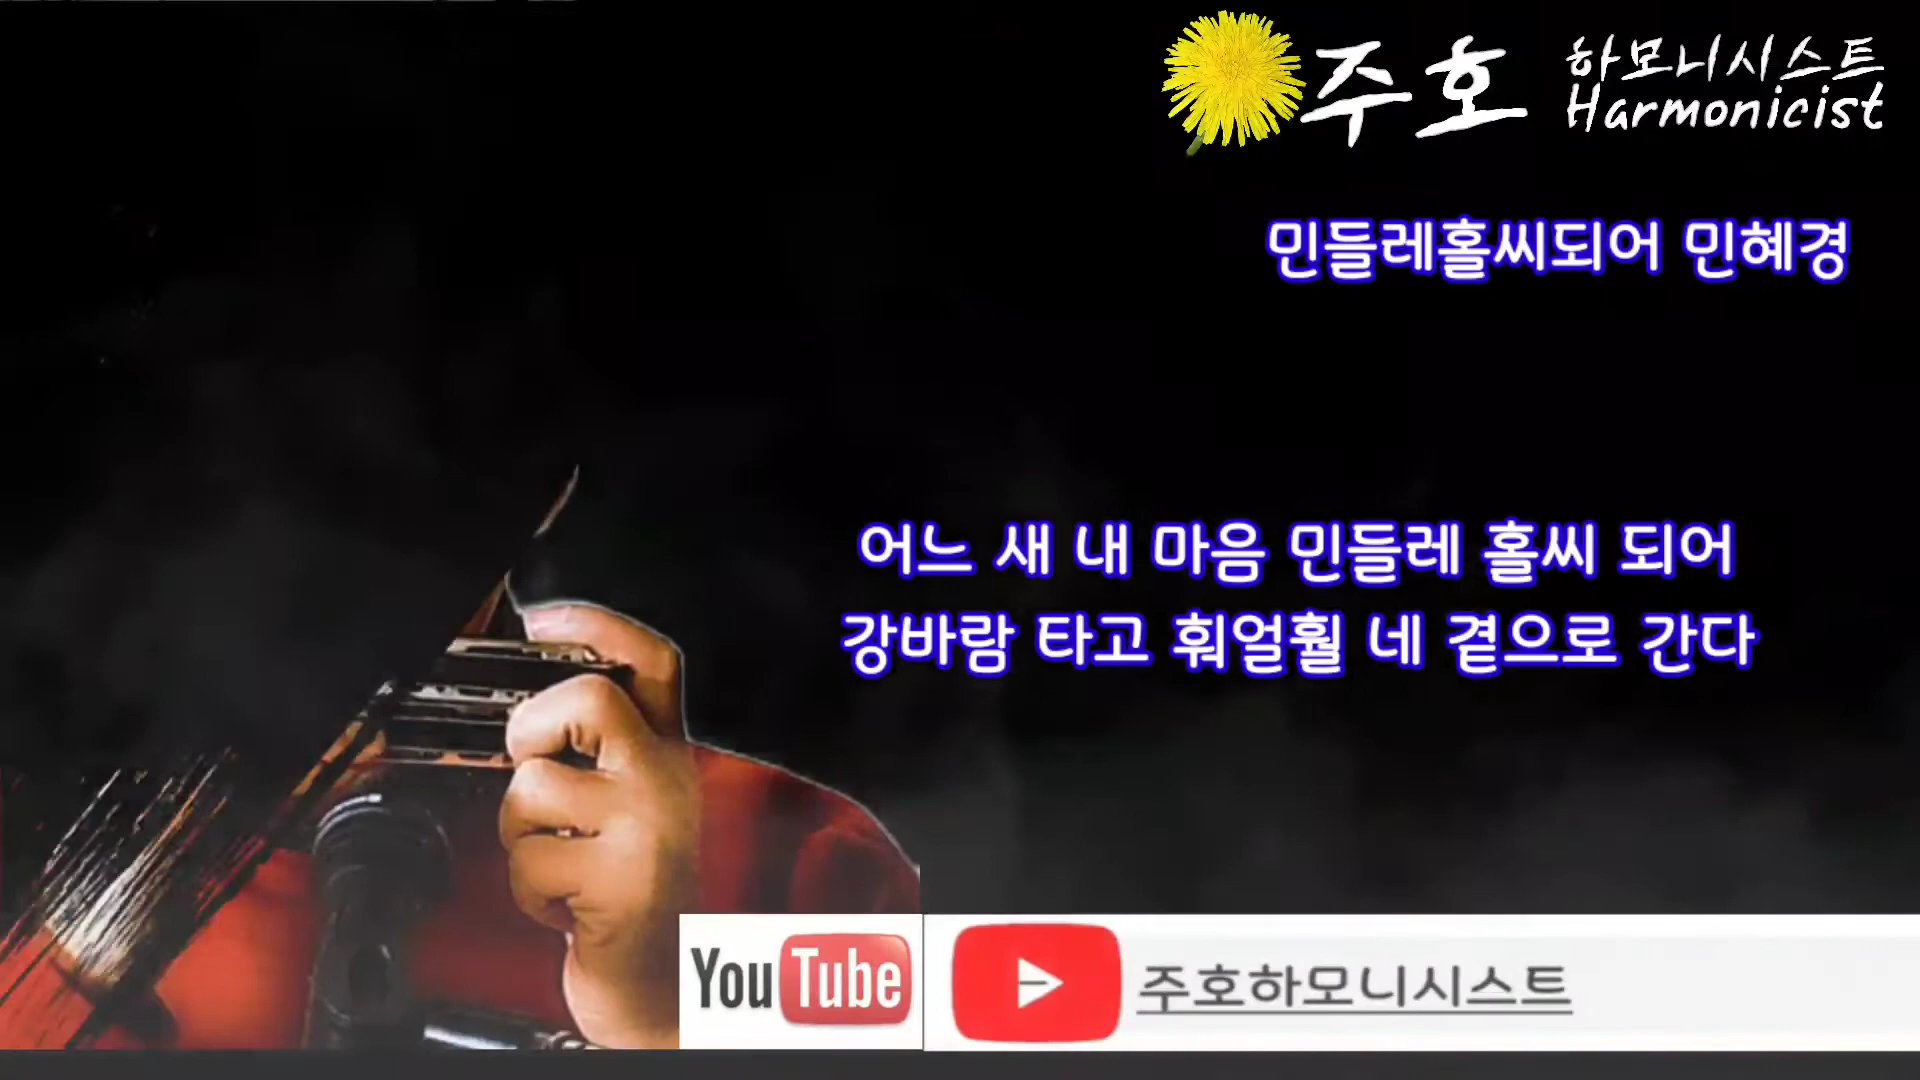 주호 하모니시스트
Harmonicist
민들레홀씨되어 민혜경
어느 새 내 마음 민들레 홀씨 되어
강바람 타고 훠얼훨 네 곁으로 간다
YouTube
주호하모니시스트